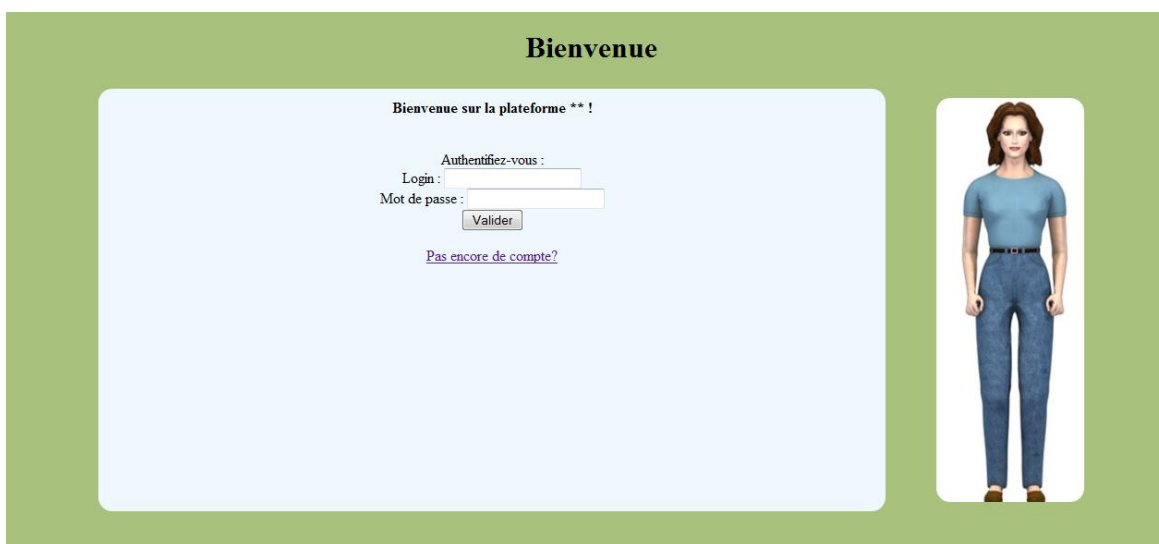 Bienvenue
Bienvenue sur la plateforme ** !
Authentifiez-vous :
Login :
Mot de passe :
Valider
Pas encore de compte?